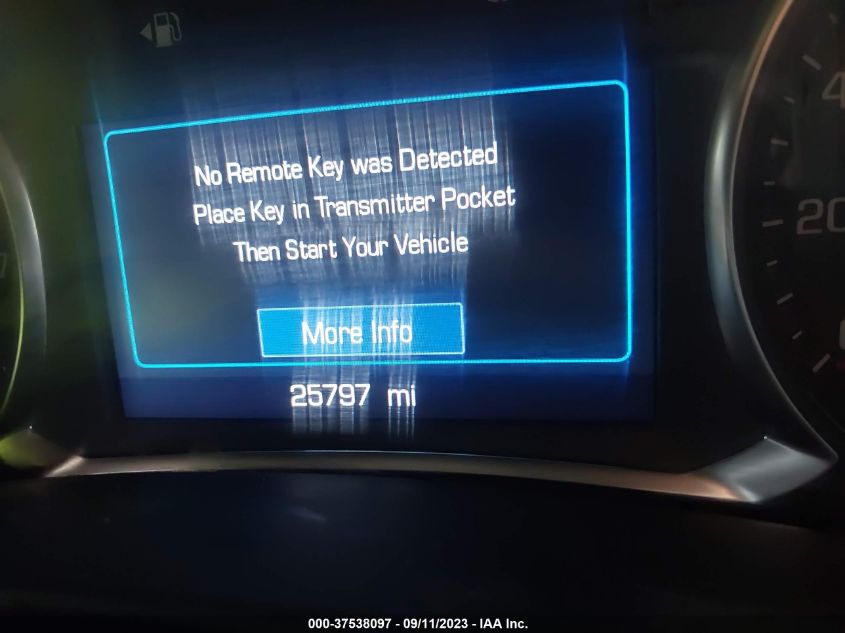 No Remote Key was Detected
Place Key in Transmitter Pocket
Then Start Your Vehicle
More Info
25797 mi
20
000-37538097 - 09/11/2023 - IAA Inc.